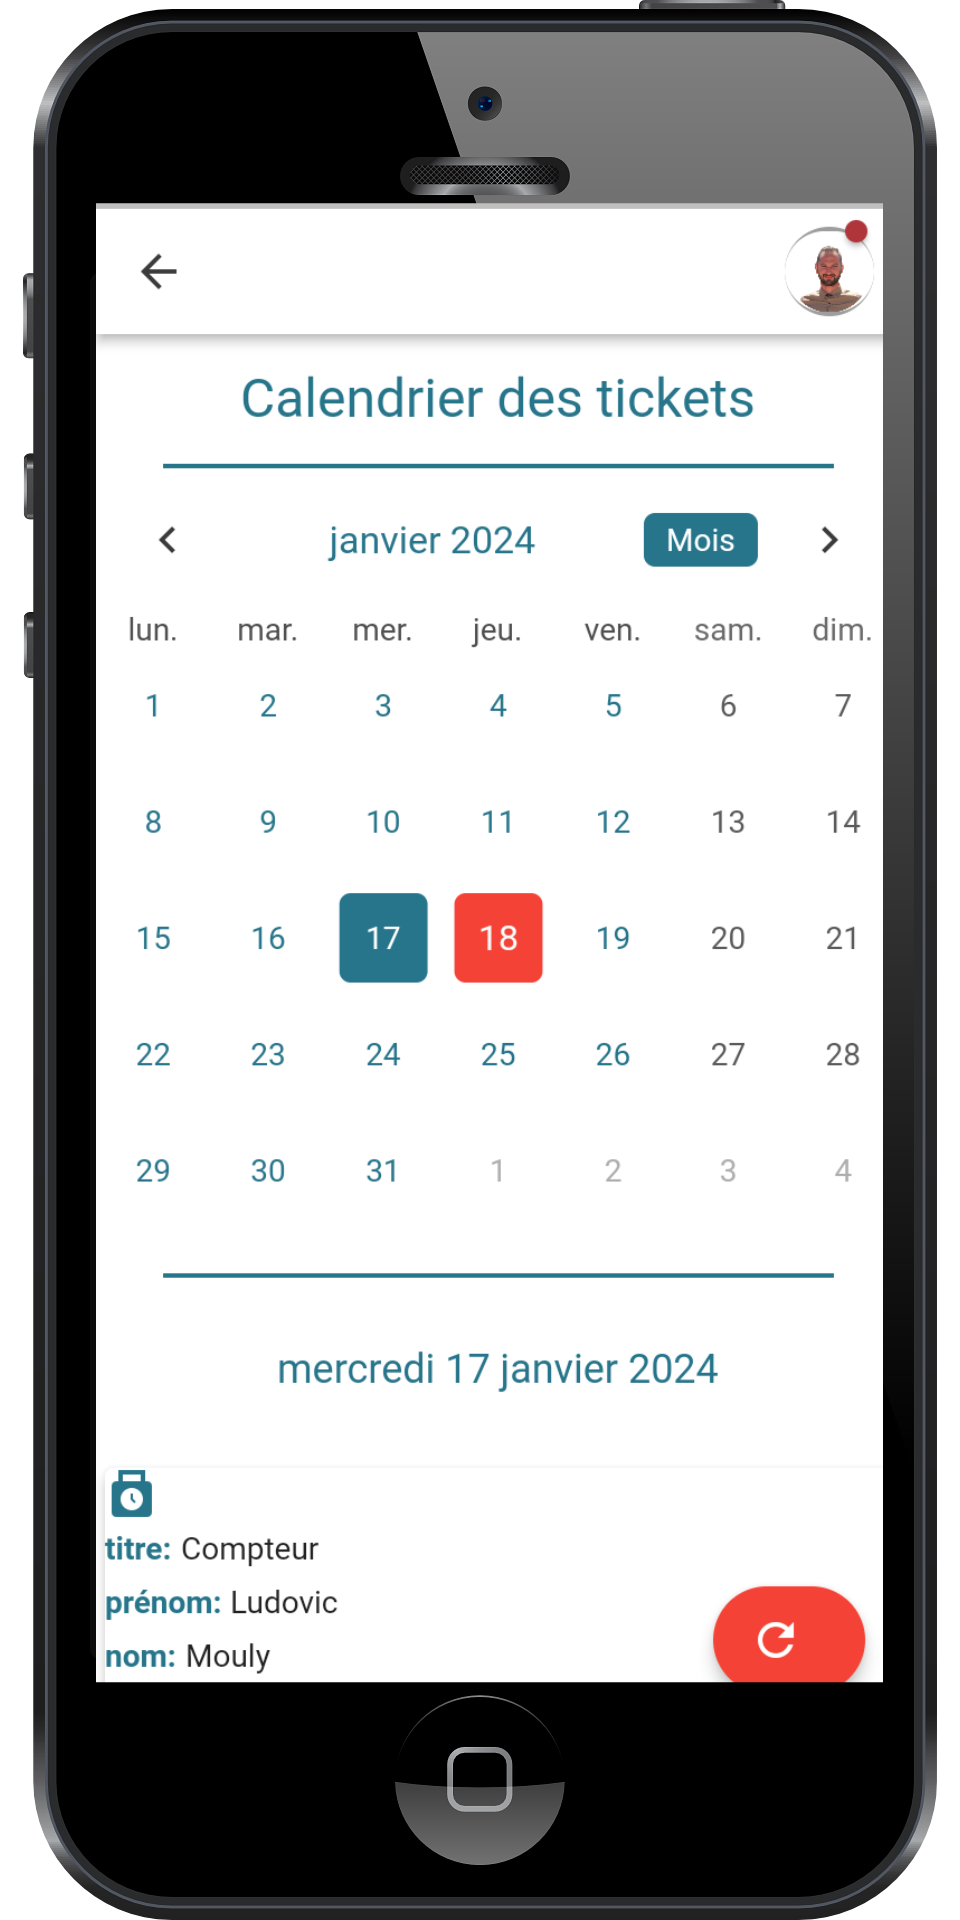 Calendrier des tickets
janvier 2024 Mois
lun. mar. mer. jeu. ven. sam. dim.
1 2 3 4 5 6 7
8 9 10 11 12 13 14
15 16 17 18 19 20 21
22 23 24 25 26 27 28
29 30 31 1 2 3 4
mercredi 17 janvier 2024
titre: Compteur
prénom: Ludovic
nom: Mouly